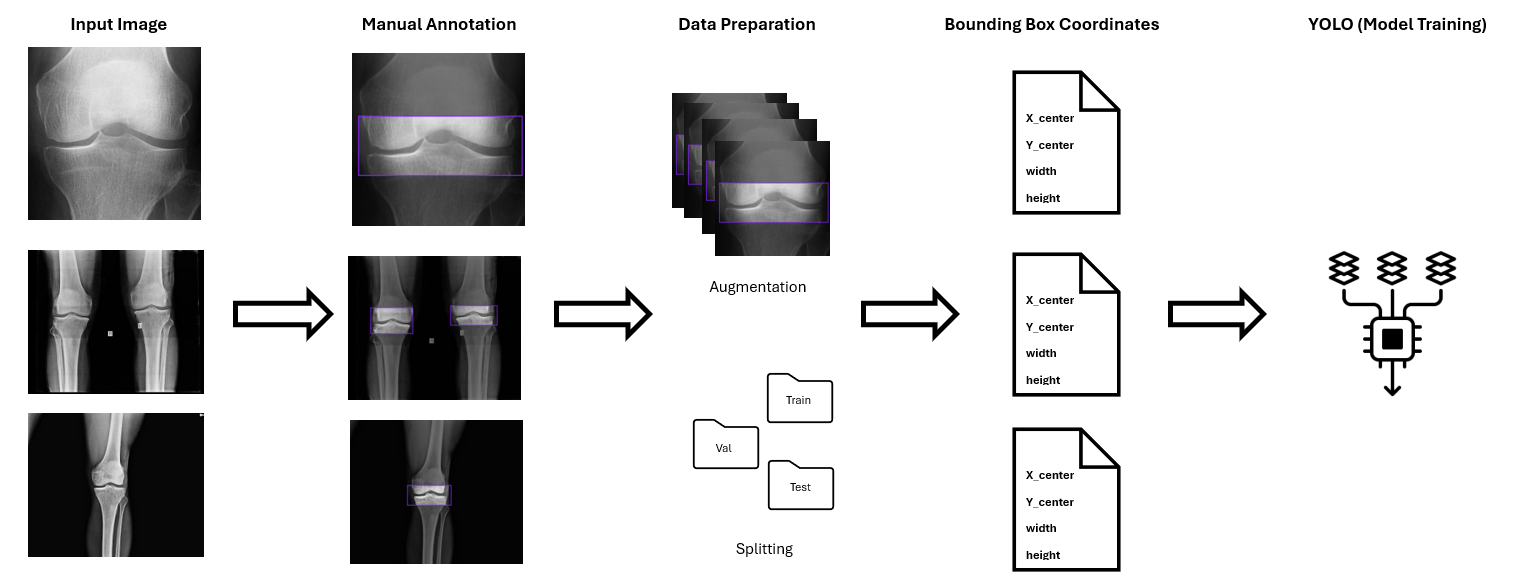 Input Image
Manual Annotation
Data Preparation
Bounding Box Coordinates
YOLO (Model Training)
Augmentation
Train
Val
Test
Splitting
X_center
Y_center
width
height
X_center
Y_center
width
height
X_center
Y_center
width
height